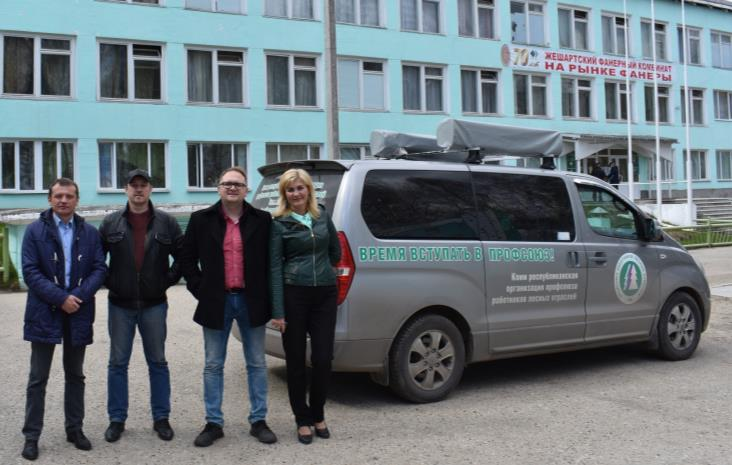 70 ЖЕШАРТСКИЙ ФАНЕРНЫЙ КОМБИНАТ
НА РЫНКЕ ФАНЕРЫ
ВРЕМЯ ВСТУПАТЬ В ПРОФСОЮЗ!
Коми республиканская
организация профсоюза
работников лесных отраслей